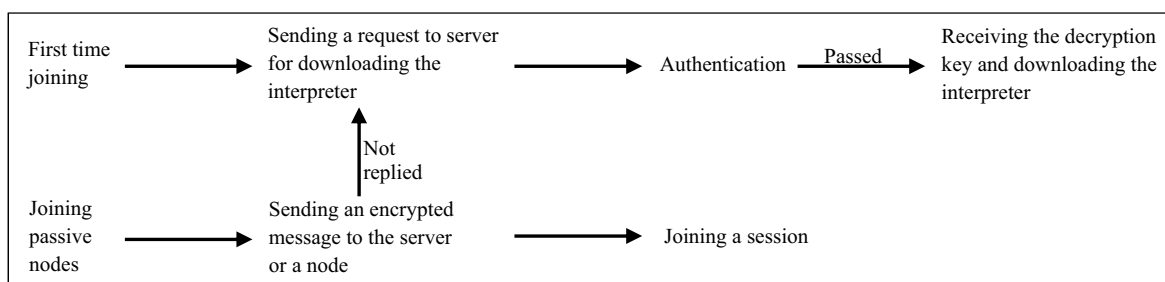 First time
joining
Sending a request to server
for downloading the
interpreter
Authentication
Passed
Receiving the decryption
key and downloading the
interpreter
Not
replied
Joining
passive
nodes
Sending an encrypted
message to the server
or a node
Joining a session